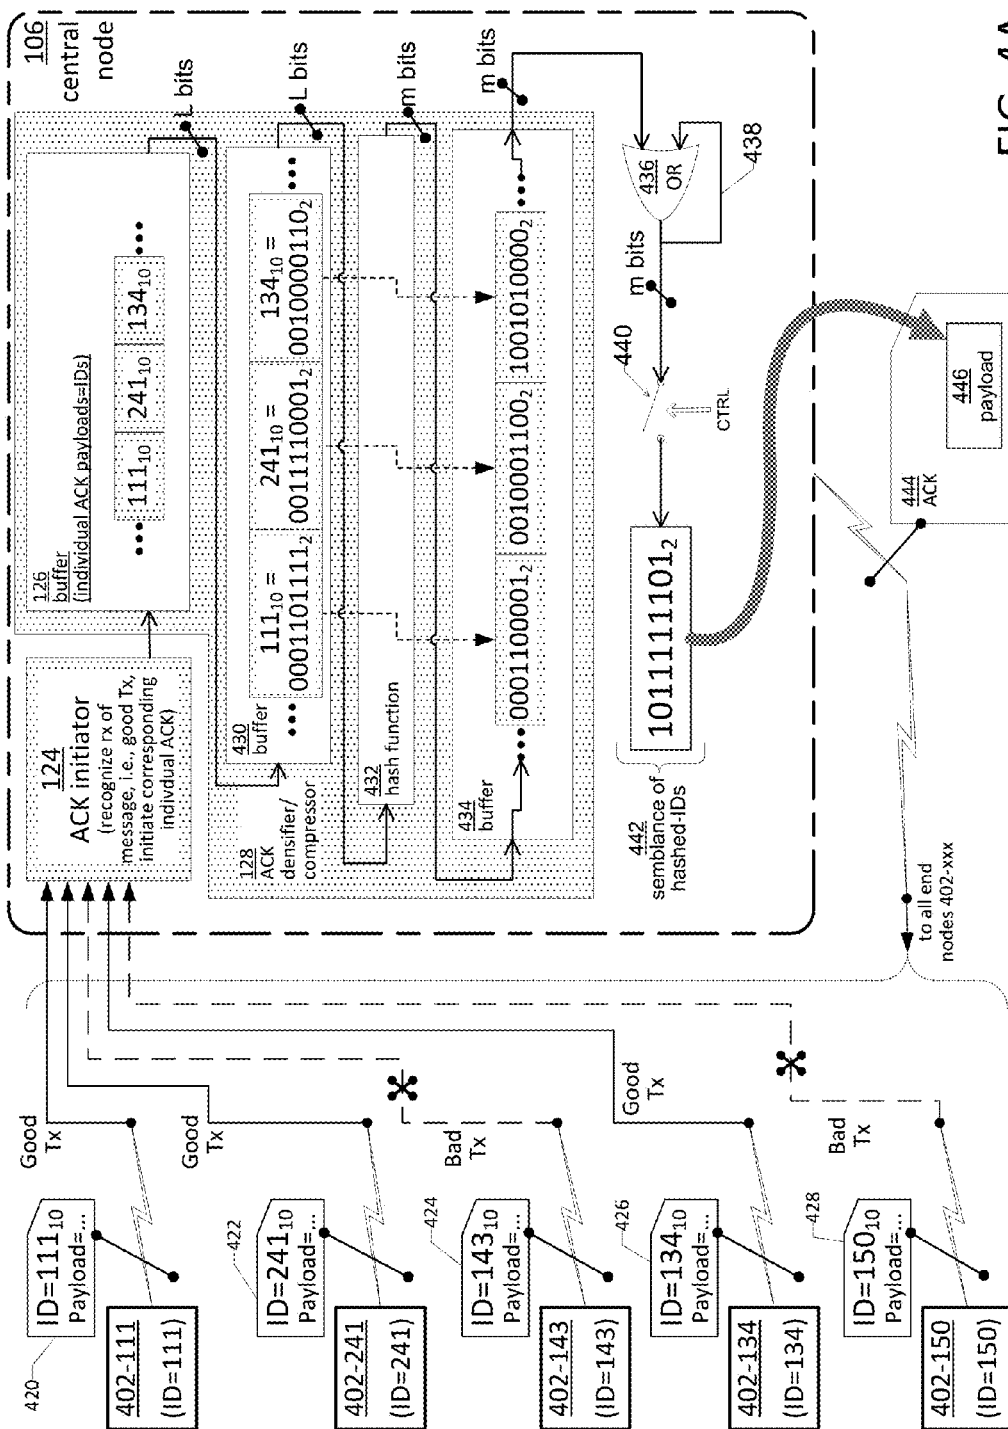 420
ID=111₁₀
Payload=...
402-111
(ID=111)
Good
Tx
422
ID=241₁₀
Payload=...
402-241
(ID=241)
Good
Tx
424
ID=143₁₀
Payload=...
402-143
(ID=143)
Bad
Tx
426
ID=134₁₀
Payload=...
402-134
(ID=134)
Good
Tx
428
ID=150₁₀
Payload=...
402-150
(ID=150)
Bad
Tx
106
central
node
124
ACK initiator
(recognize rx of
message, i.e., good Tx,
initiate corresponding
indivdual ACK)
126
buffer
(individual ACK payloads=IDs)
111₁₀ 241₁₀ 134₁₀
L bits
128
ACK
densifier/
compressor
430
buffer
111₁₀ =
0001101111₂
241₁₀ =
0011110001₂
134₁₀ =
0010000110₂
L bits
432
hash function
m bits
434
buffer
0001100001₂ 0010001100₂ 1001010000₂
m bits
436
OR
438
m bits
440
CTRL
1011111101₂
442
semblance of
hashed-IDs
444
ACK
446
payload
to all end
nodes 402-xxx
FIG. 4A